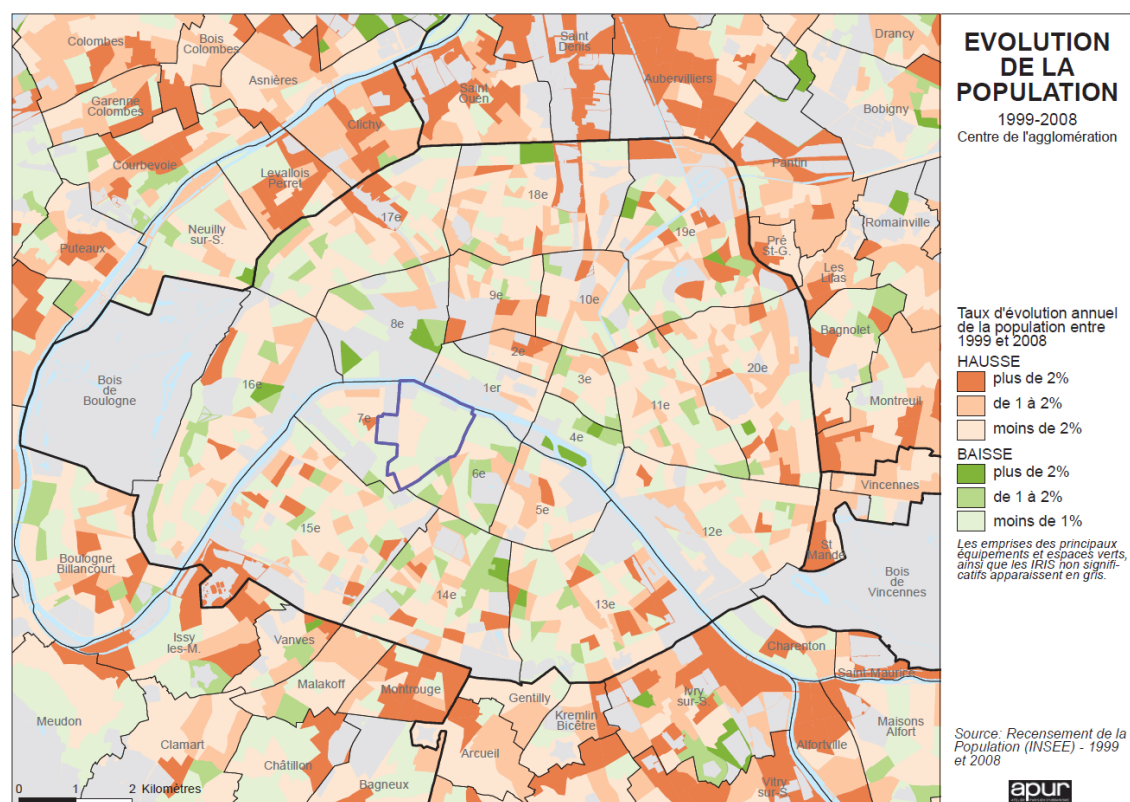 EVOLUTION
DE LA
POPULATION
1999-2008
Centre de l'agglomération
Taux d'évolution annuel
de la population entre
1999 et 2008
HAUSSE
plus de 2%
de 1 à 2%
moins de 2%
BAISSE
plus de 2%
de 1 à 2%
moins de 1%
Les emprises des principaux
équipements et espaces verts,
ainsi que les IRIS non signifi-
catifs apparaissent en gris.
Source: Recensement de la
Population (INSEE) - 1999
et 2008
apur
Colombes
Bois
Colombes
Asnières
Garenne
Colombes
Courbevoie
Clichy
Levallois
Perret
Saint
Ouen
Saint
Denis
Aubervilliers
Drancy
Bobigny
Pantin
Romainville
Puteaux
Neuilly
sur-S.
17e
18e
19e
Pré
St-G.
Les
Lilas
Bagnolet
Bois
de
Boulogne
16e
8e
9e
10e
2e
1er
3e
20e
Montreuil
7e
4e
11e
6e
5e
Vincennes
15e
12e
St
Mandé
Bois
de
Vincennes
Boulogne
Billancourt
14e
13e
Issy
les-M.
Vanves
Malakoff
Montrouge
Gentilly
Kremlin
Bicêtre
Ivry
sur-S.
Charenton
Saint-Maurice
Meudon
Clamart
Châtillon
Bagneux
Arcueil
Vitry
sur-S
Alfortville
Maisons
Alfort
0 1 2 Kilomètres